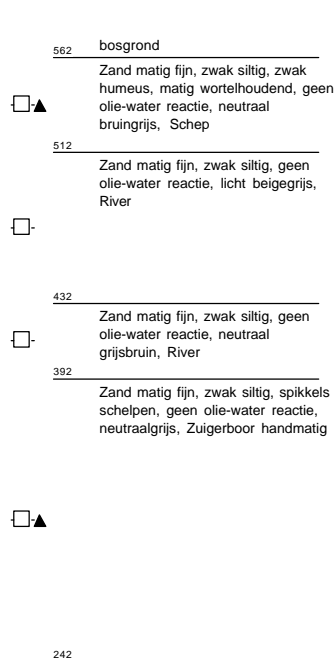 562 bosgrond
Zand matig fijn, zwak siltig, zwak
humeus, matig wortelhoudend, geen
olie-water reactie, neutraal
bruingrijs, Schep
512
Zand matig fijn, zwak siltig, geen
olie-water reactie, licht beigegrijs,
River
432
Zand matig fijn, zwak siltig, geen
olie-water reactie, neutraal
grijsbruin, River
392
Zand matig fijn, zwak siltig, spikkels
schelpen, geen olie-water reactie,
neutraalgrijs, Zuigerboor handmatig
242